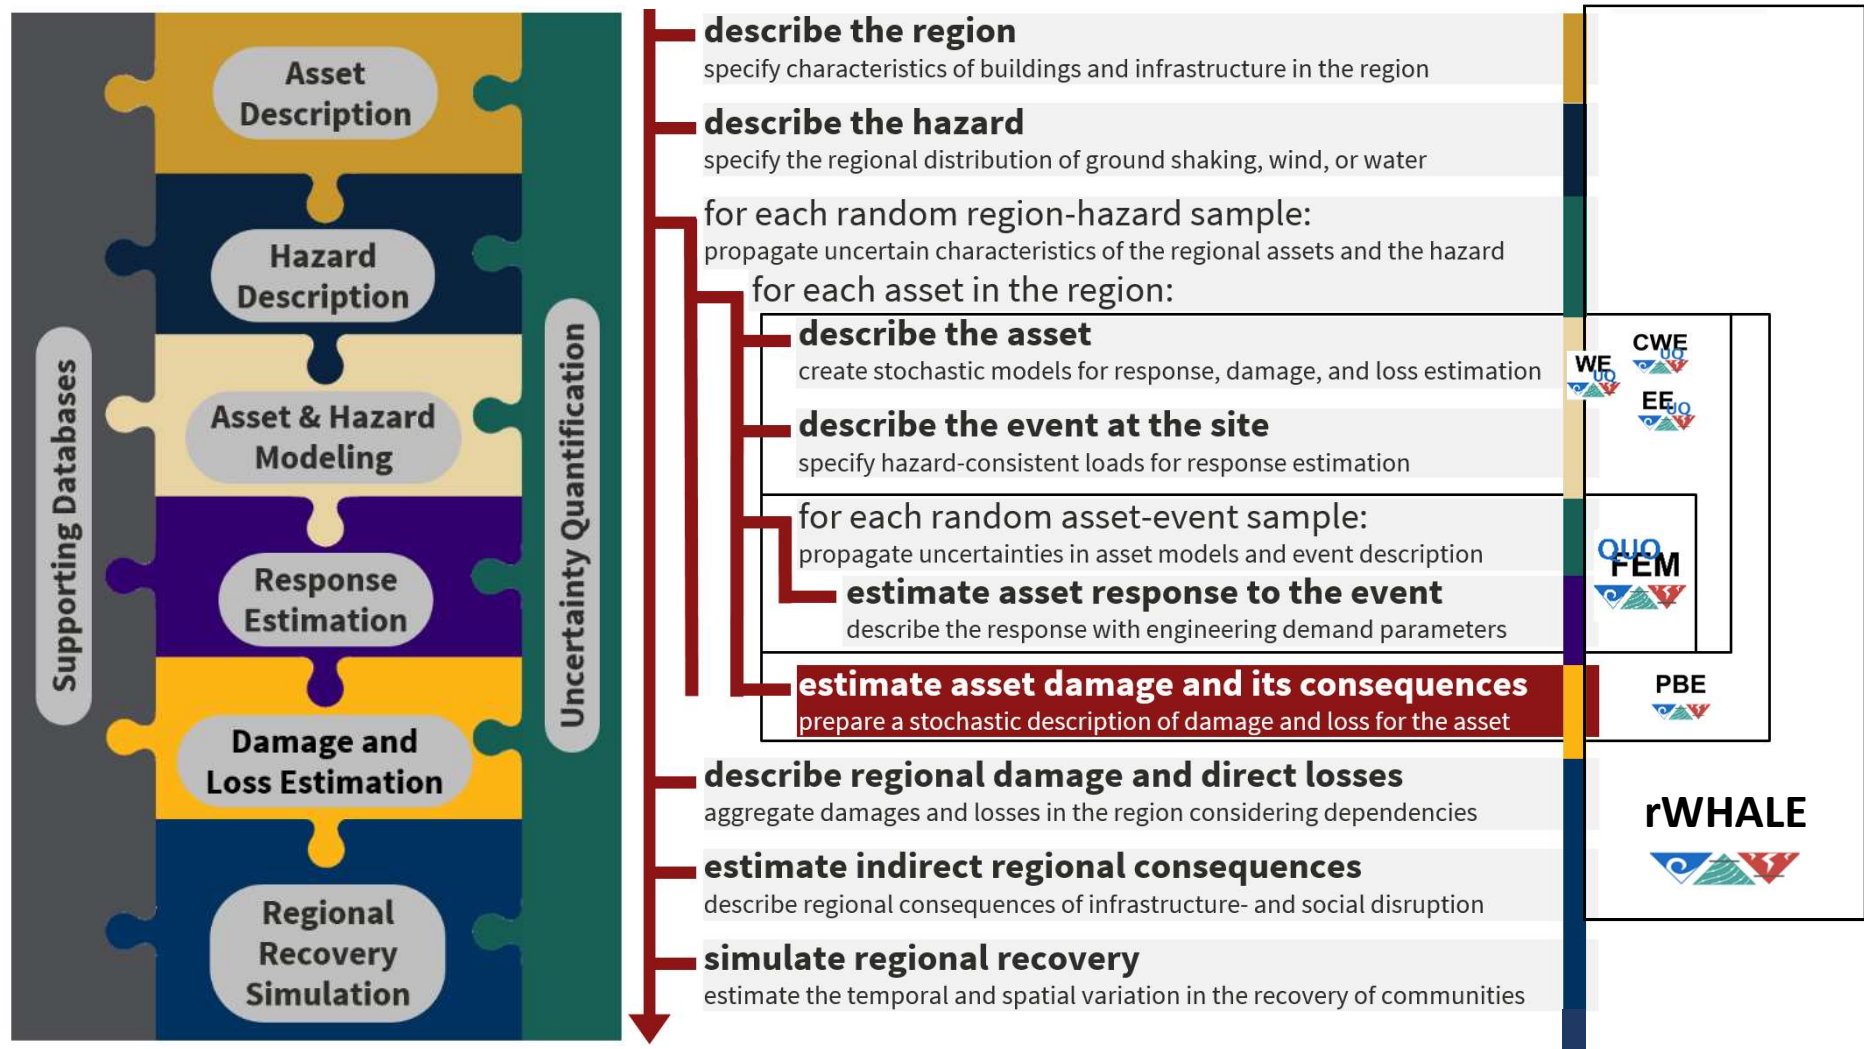 Supporting Databases
Asset
Description
Hazard
Description
Asset & Hazard
Modeling
Response
Estimation
Damage and
Loss Estimation
Regional
Recovery
Simulation
Uncertainty Quantification
describe the region
specify characteristics of buildings and infrastructure in the region
describe the hazard
specify the regional distribution of ground shaking, wind, or water
for each random region-hazard sample:
propagate uncertain characteristics of the regional assets and the hazard
for each asset in the region:
describe the asset
create stochastic models for response, damage, and loss estimation
describe the event at the site
specify hazard-consistent loads for response estimation
for each random asset-event sample:
propagate uncertainties in asset models and event description
estimate asset response to the event
describe the response with engineering demand parameters
estimate asset damage and its consequences
prepare a stochastic description of damage and loss for the asset
describe regional damage and direct losses
aggregate damages and losses in the region considering dependencies
estimate indirect regional consequences
describe regional consequences of infrastructure- and social disruption
simulate regional recovery
estimate the temporal and spatial variation in the recovery of communities
WE
UQ
CWE
UQ
EE
UQ
QUO
FEM
PBE
rWHALE